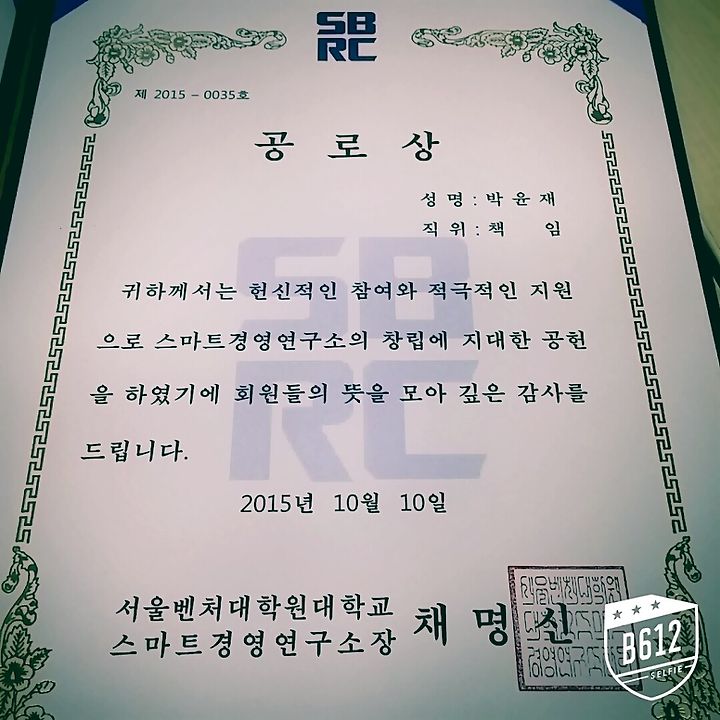 SB
RC
제 2015 - 0035호
공 로 상
성 명 : 박 윤 재
직 위 : 책 임
귀하께서는 헌신적인 참여와 적극적인 지원
으로 스마트경영연구소의 창립에 지대한 공헌
을 하였기에 회원들의 뜻을 모아 깊은 감사를
드립니다.
2015년 10월 10일
서울벤처대학원대학교
스마트경영연구소장 채 명 신
B612
SELFIE